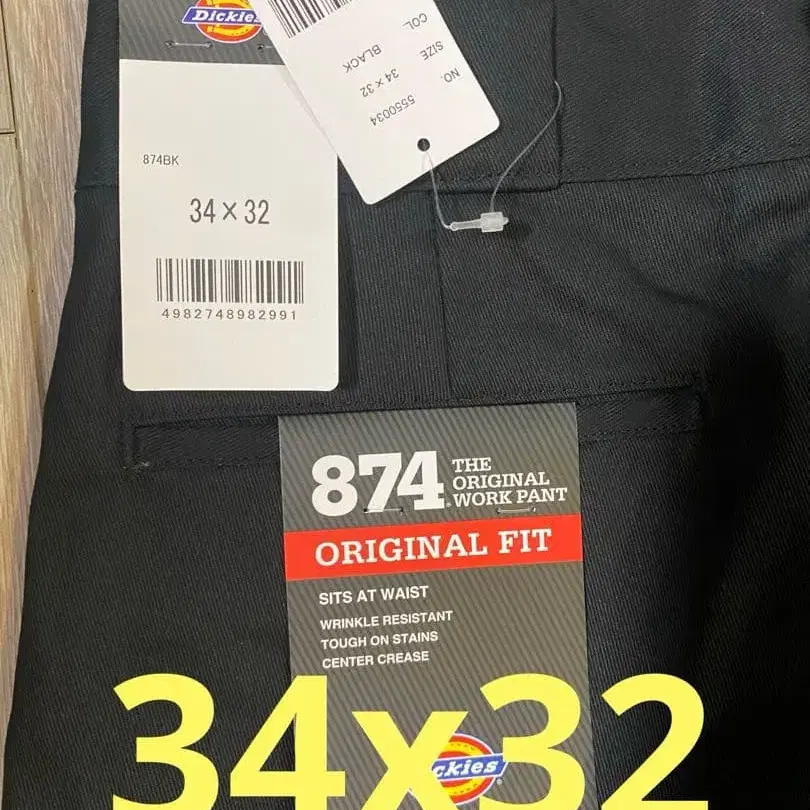 Dickies
COL. BLACK
SIZE 34 × 32
NO. 5550034
874BK
34 × 32
4982748982991
874 THE
ORIGINAL
WORK PANT
ORIGINAL FIT
SITS AT WAIST
WRINKLE RESISTANT
TOUGH ON STAINS
CENTER CREASE
34x32